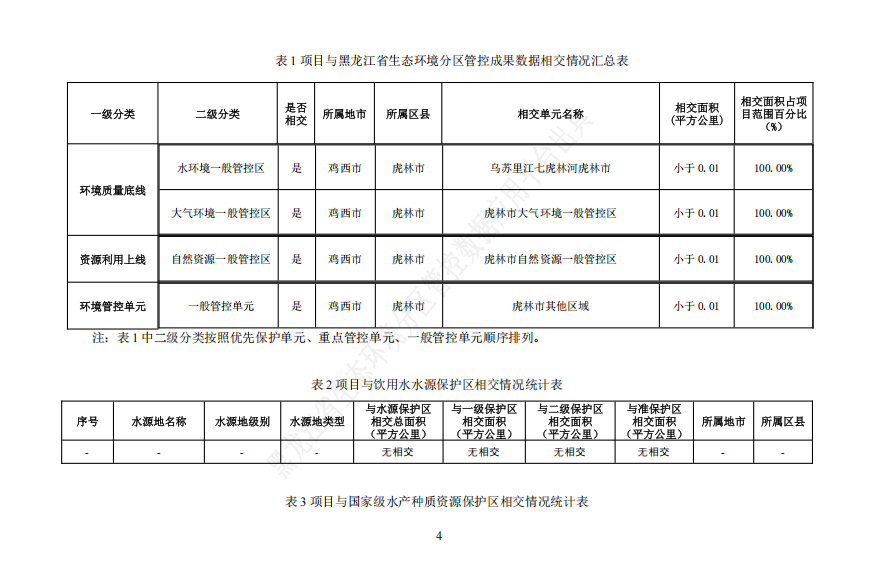 表 1 项目与黑龙江省生态环境分区管控成果数据相交情况汇总表
一级分类 二级分类 是否相交 所属地市 所属区县 相交单元名称 相交面积(平方公里) 相交面积占项目范围百分比(%)
环境质量底线 水环境一般管控区 是 鸡西市 虎林市 乌苏里江七虎林河虎林市 小于 0.01 100.00%
大气环境一般管控区 是 鸡西市 虎林市 虎林市大气环境一般管控区 小于 0.01 100.00%
资源利用上线 自然资源一般管控区 是 鸡西市 虎林市 虎林市自然资源一般管控区 小于 0.01 100.00%
环境管控单元 一般管控单元 是 鸡西市 虎林市 虎林市其他区域 小于 0.01 100.00%
注：表 1 中二级分类按照优先保护单元、重点管控单元、一般管控单元顺序排列。
表 2 项目与饮用水水源保护区相交情况统计表
序号 水源地名称 水源地级别 水源地类型 与水源保护区相交总面积（平方公里） 与一级保护区相交面积（平方公里） 与二级保护区相交面积（平方公里） 与准保护区相交面积（平方公里） 所属地市 所属区县
- - - - 无相交 无相交 无相交 无相交 - -
表 3 项目与国家级水产种质资源保护区相交情况统计表
4
黑龙江省生态环境分区管控数据应用平台出具